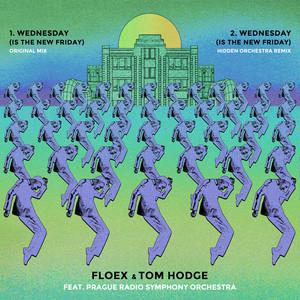 1. WEDNESDAY
(IS THE NEW FRIDAY)
ORIGINAL MIX
2. WEDNESDAY
(IS THE NEW FRIDAY)
HIDDEN ORCHESTRA REMIX
FLOEX & TOM HODGE
FEAT. PRAGUE RADIO SYMPHONY ORCHESTRA